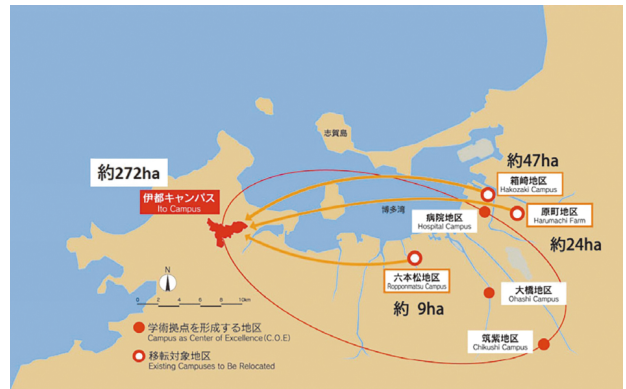 志賀島
約47ha
約272ha
箱崎地区
Hakozaki Campus
伊都キャンパス
Ito Campus
博多湾
病院地区
Hospital Campus
原町地区
Harumachi Farm
約24ha
六本松地区
Ropponmatsu Campus
大橋地区
Ohashi Campus
N
0 2 4 6 8 10km
約 9ha
筑紫地区
Chikushi Campus
学術拠点を形成する地区
Campus as Center of Excellence(C.O.E)
移転対象地区
Existing Campuses to Be Relocated